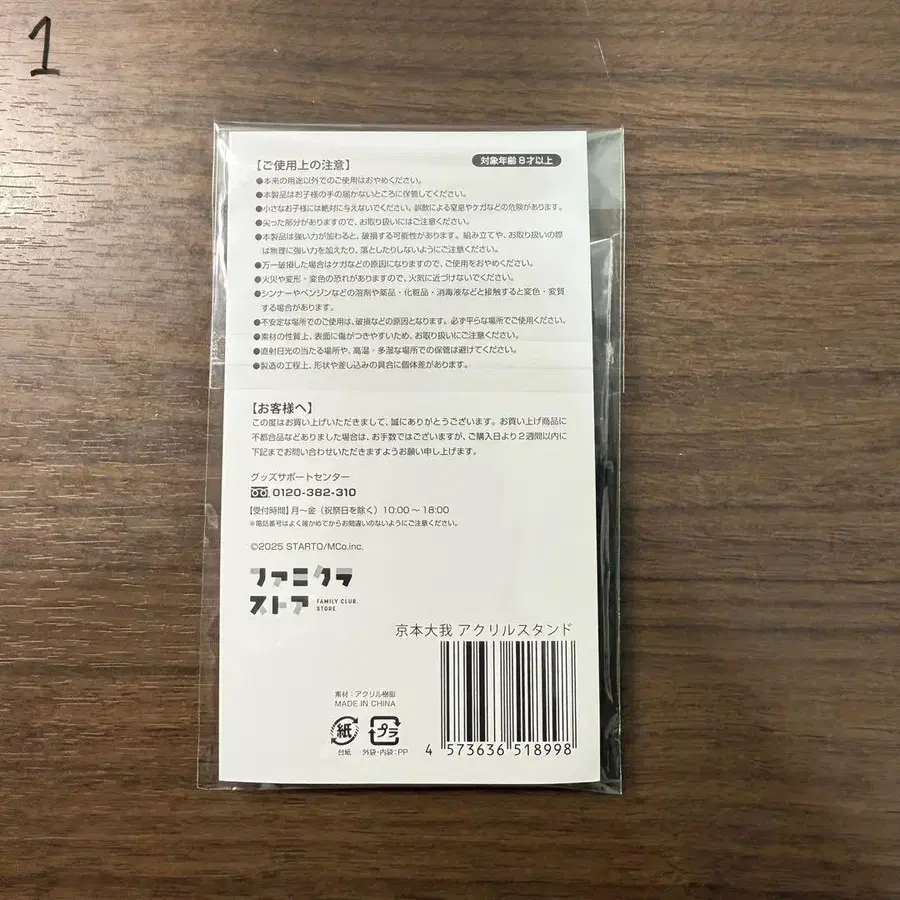 1
【ご使用上の注意】
対象年齢 8才以上
●本来の用途以外でのご使用はおやめください。
●本製品はお子様の手の届かないところに保管してください。
●小さなお子様には絶対に与えないでください。誤飲による窒息やケガなどの危険があります。
●尖った部分がありますので、お取り扱いにはご注意ください。
●本製品は強い力が加わると、破損する可能性があります。組み立てや、お取り扱いの際
は無理に強い力を加えたり、落としたりしないようにご注意ください。
●万一破損した場合はケガなどの原因になりますので、ご使用をおやめください。
●火災や変形・変色の恐れがありますので、火気に近づけないでください。
●シンナーやベンジンなどの溶剤や薬品・化粧品・消毒液などと接触すると変色・変質
する場合があります。
●不安定な場所でのご使用は、破損などの原因となります。必ず平らな場所でご使用ください。
●素材の性質上、表面に傷がつきやすいため、お取り扱いにご注意ください。
●直射日光の当たる場所や、高温・多湿な場所での保管は避けてください。
●製造の工程上、形状や差し込みの具合に個体差があります。
【お客様へ】
この度はお買い上げいただきまして、誠にありがとうございます。お買い上げ商品に
不都合品などありました場合は、お手数ではございますが、ご購入日より2週間以内に
下記までお問い合わせいただきますようお願い申し上げます。
グッズサポートセンター
0120-382-310
【受付時間】月～金(祝祭日を除く)10:00～18:00
※電話番号はよく確かめてからお間違いのないようにご注意ください。
©2025 STARTO/MCo.inc.
ファミクラ
ストア FAMILY CLUB STORE
京本大我 アクリルスタンド
素材:アクリル樹脂
MADE IN CHINA
紙 プラ
台紙 外袋・内袋:PP
4 573636 518998